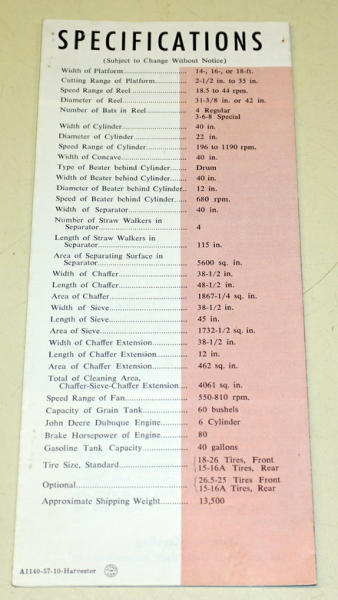 SPECIFICATIONS
(Subject to Change Without Notice)
Width of Platform 14-, 16-, or 18-ft.
Cutting Range of Platform 2-1/2 in. to 35 in.
Speed Range of Reel 18.5 to 44 rpm.
Diameter of Reel 31-3/8 in. or 42 in.
Number of Bats in Reel 4 Regular
3-6-8 Special
Width of Cylinder 40 in.
Diameter of Cylinder 22 in.
Speed Range of Cylinder 196 to 1190 rpm.
Width of Concave 40 in.
Type of Beater behind Cylinder Drum
Width of Beater behind Cylinder 40 in.
Diameter of Beater behind Cylinder 12 in.
Speed of Beater behind Cylinder 680 rpm.
Width of Separator 40 in.
Number of Straw Walkers in
Separator 4
Length of Straw Walkers in
Separator 115 in.
Area of Separating Surface in
Separator 5600 sq. in.
Width of Chaffer 38-1/2 in.
Length of Chaffer 48-1/2 in.
Area of Chaffer 1867-1/4 sq. in.
Width of Sieve 38-1/2 in.
Length of Sieve 45 in.
Area of Sieve 1732-1/2 sq. in.
Width of Chaffer Extension 38-1/2 in.
Length of Chaffer Extension 12 in.
Area of Chaffer Extension 462 sq. in.
Total of Cleaning Area,
Chaffer-Sieve-Chaffer Extension 4061 sq. in.
Speed Range of Fan 550-810 rpm.
Capacity of Grain Tank 60 bushels
John Deere Dubuque Engine 6 Cylinder
Brake Horsepower of Engine 80
Gasoline Tank Capacity 40 gallons
Tire Size, Standard {18-26 Tires, Front
15-16A Tires, Rear
Optional {26.5-25 Tires, Front
15-16A Tires, Rear
Approximate Shipping Weight 13,500
A1140-57-10-Harvester